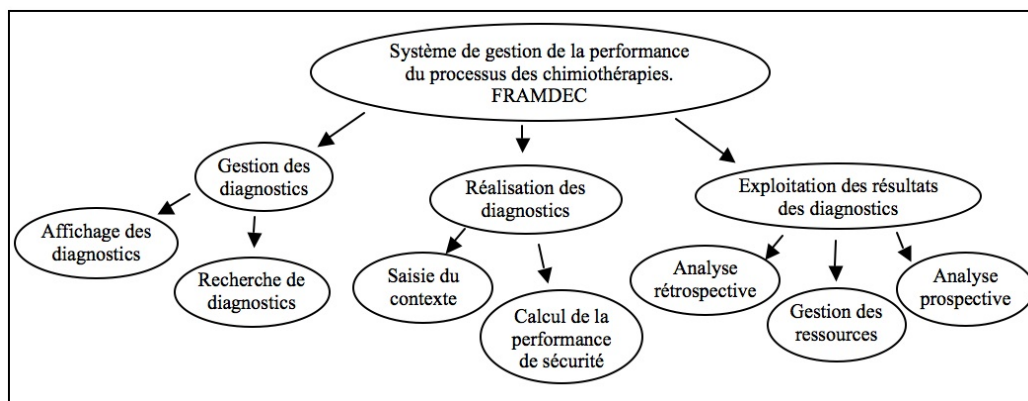 Système de gestion de la performance
du processus des chimiothérapies.
FRAMDEC
Gestion des
diagnostics
Réalisation des
diagnostics
Exploitation des résultats
des diagnostics
Affichage des
diagnostics
Recherche de
diagnostics
Saisie du
contexte
Calcul de la
performance
de sécurité
Analyse
rétrospective
Gestion des
ressources
Analyse
prospective